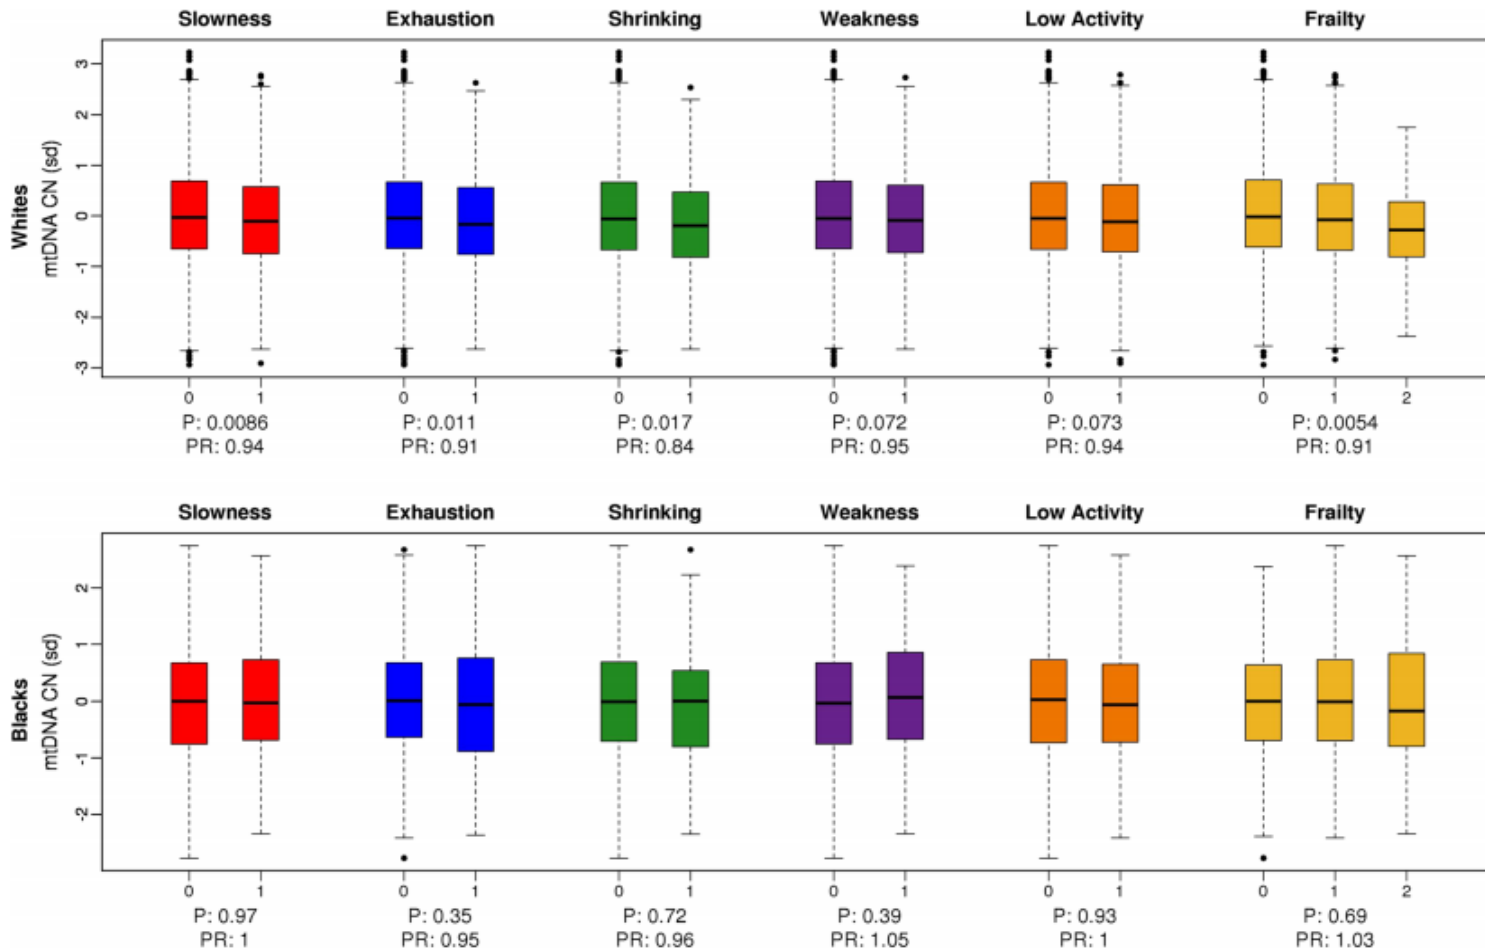 Slowness Exhaustion Shrinking Weakness Low Activity Frailty
Whites
mtDNA CN (sd)
3
2
1
0
-1
-2
-3
0 1 0 1 0 1 0 1 0 1 0 1 2
P: 0.0086 P: 0.011 P: 0.017 P: 0.072 P: 0.073 P: 0.0054
PR: 0.94 PR: 0.91 PR: 0.84 PR: 0.95 PR: 0.94 PR: 0.91
Slowness Exhaustion Shrinking Weakness Low Activity Frailty
Blacks
mtDNA CN (sd)
2
1
0
-1
-2
0 1 0 1 0 1 0 1 0 1 0 1 2
P: 0.97 P: 0.35 P: 0.72 P: 0.39 P: 0.93 P: 0.69
PR: 1 PR: 0.95 PR: 0.96 PR: 1.05 PR: 1 PR: 1.03